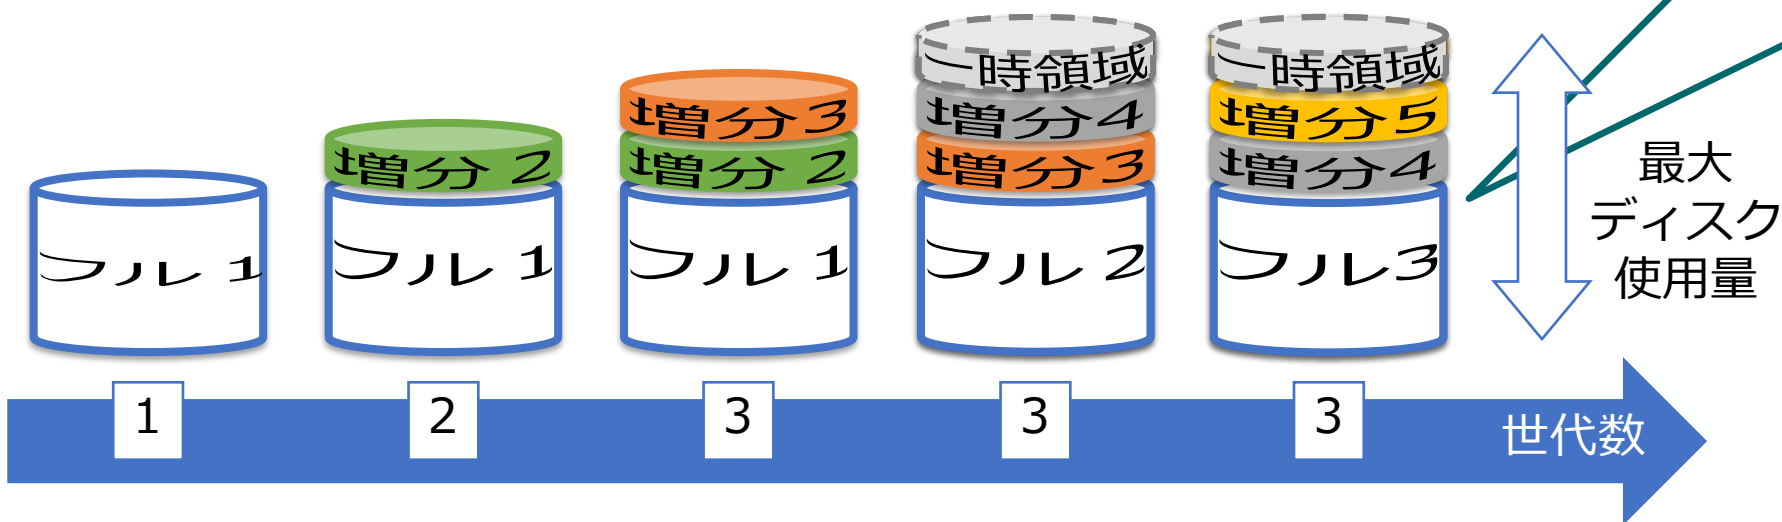 フル 1
増分 2
フル 1
増分3
増分 2
フル 1
一時領域
増分4
増分3
フル 2
一時領域
増分5
増分4
フル3
最大
ディスク
使用量
1
2
3
3
3
世代数